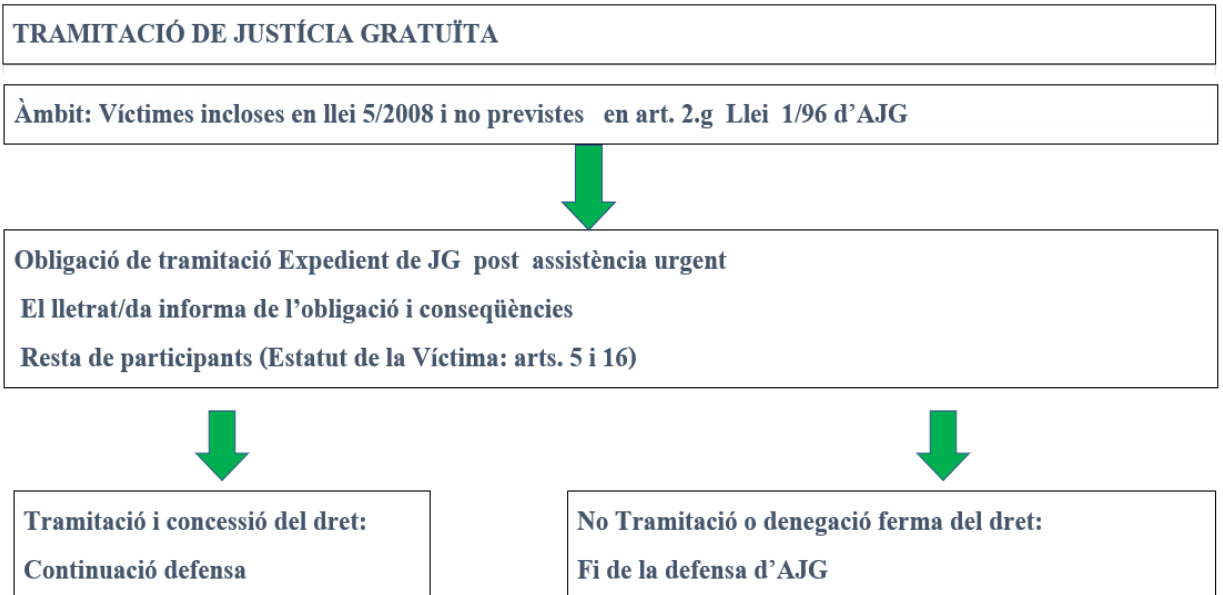 TRAMITACIÓ DE JUSTÍCIA GRATUÏTA
Àmbit: Víctimes incloses en llei 5/2008 i no previstes en art. 2.g Llei 1/96 d’AJG
Obligació de tramitació Expedient de JG post assistència urgent
El lletrat/da informa de l’obligació i conseqüències
Resta de participants (Estatut de la Víctima: arts. 5 i 16)
Tramitació i concessió del dret:
Continuació defensa
No Tramitació o denegació ferma del dret:
Fi de la defensa d’AJG